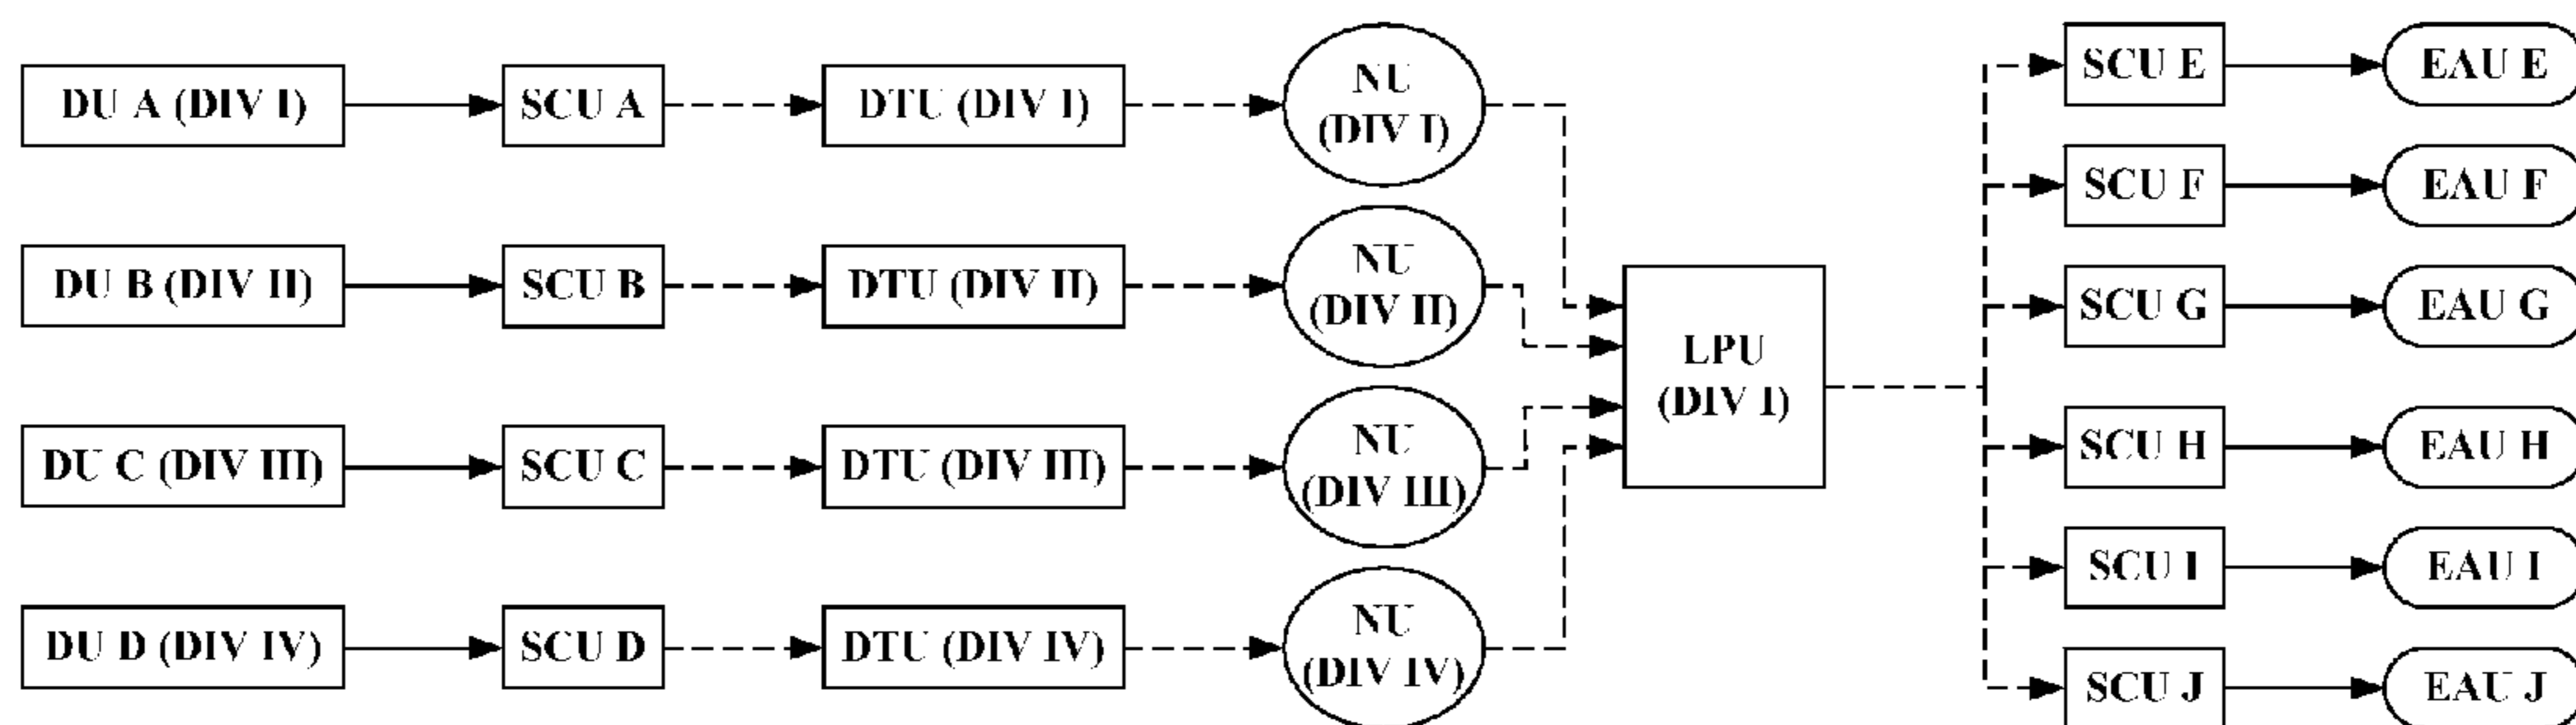 DU A (DIV I)
SCU A
DTU (DIV I)
NU
(DIV I)
DU B (DIV II)
SCU B
DTU (DIV II)
NU
(DIV II)
DU C (DIV III)
SCU C
DTU (DIV III)
NU
(DIV III)
DU D (DIV IV)
SCU D
DTU (DIV IV)
NU
(DIV IV)
LPU
(DIV I)
SCU E
EAU E
SCU F
EAU F
SCU G
EAU G
SCU H
EAU H
SCU I
EAU I
SCU J
EAU J